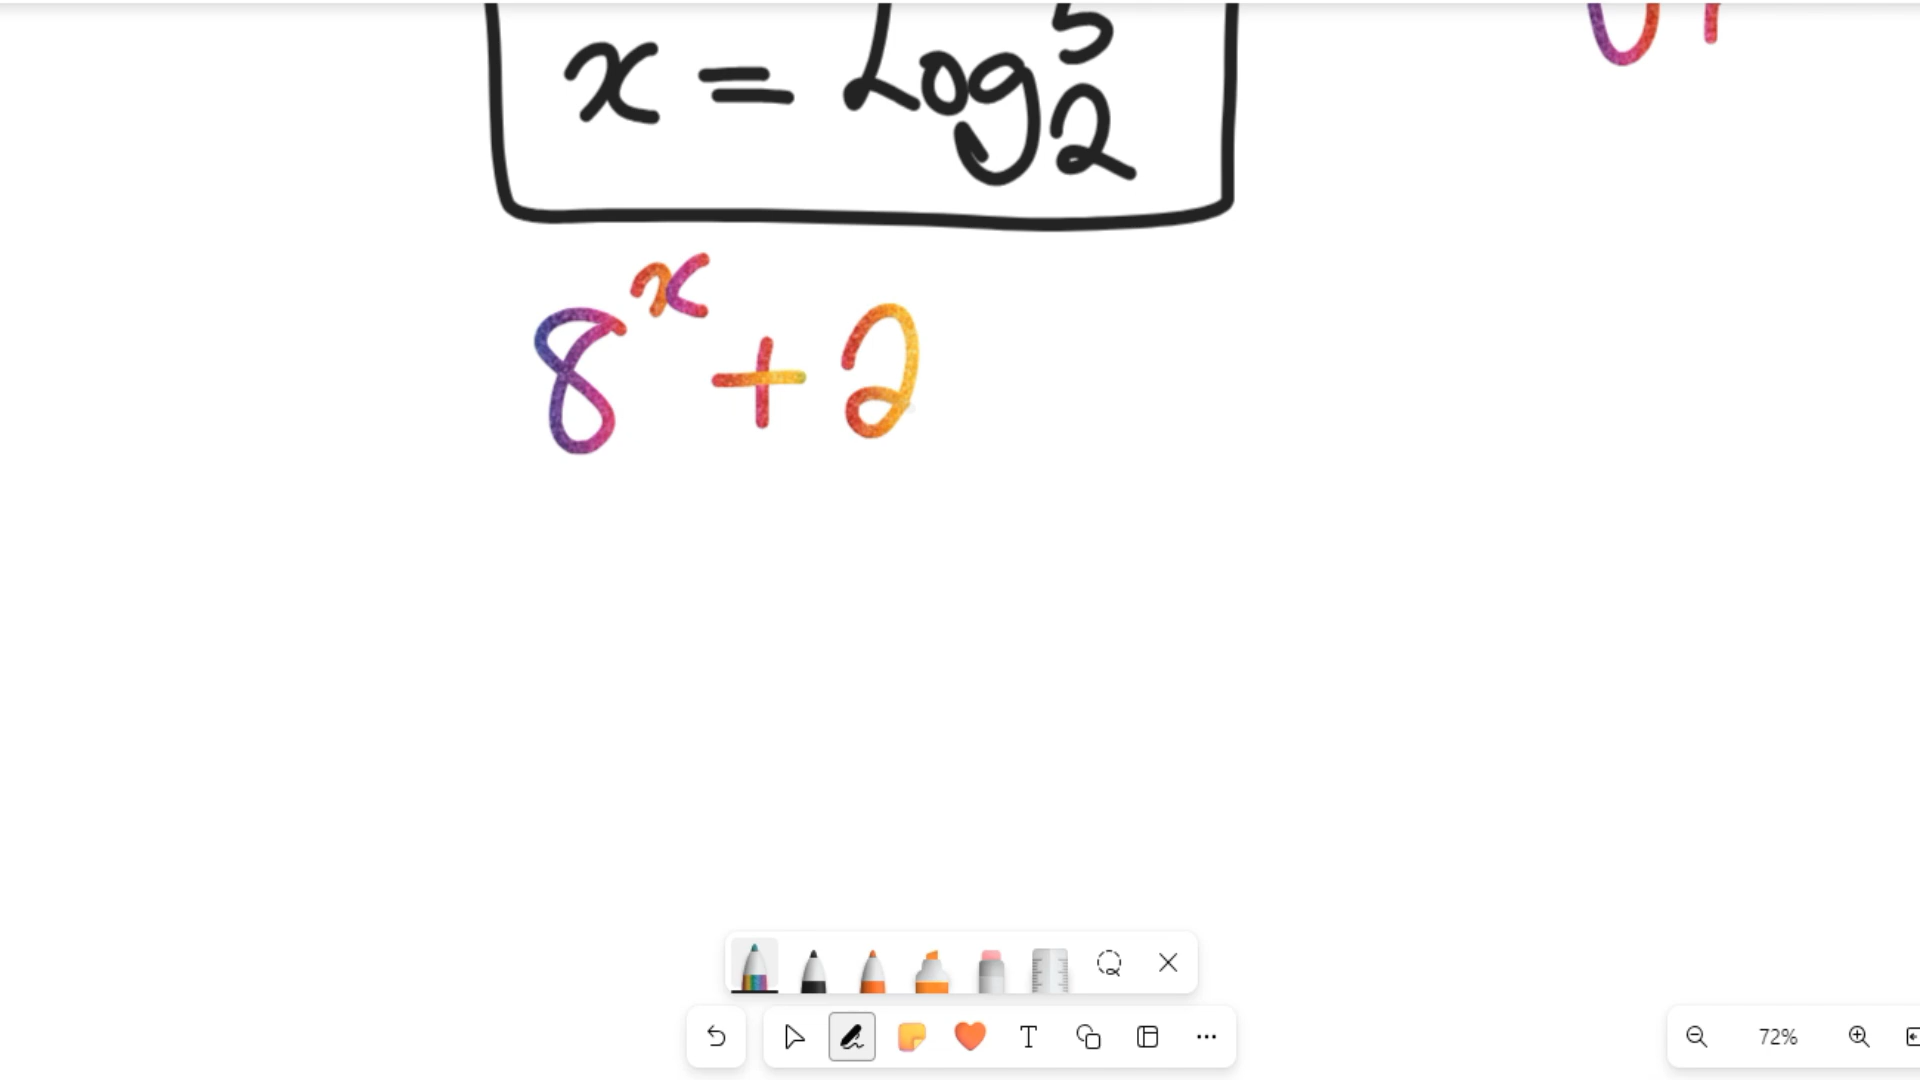 x = Log₂⁵
8ˣ + 2
T
72%